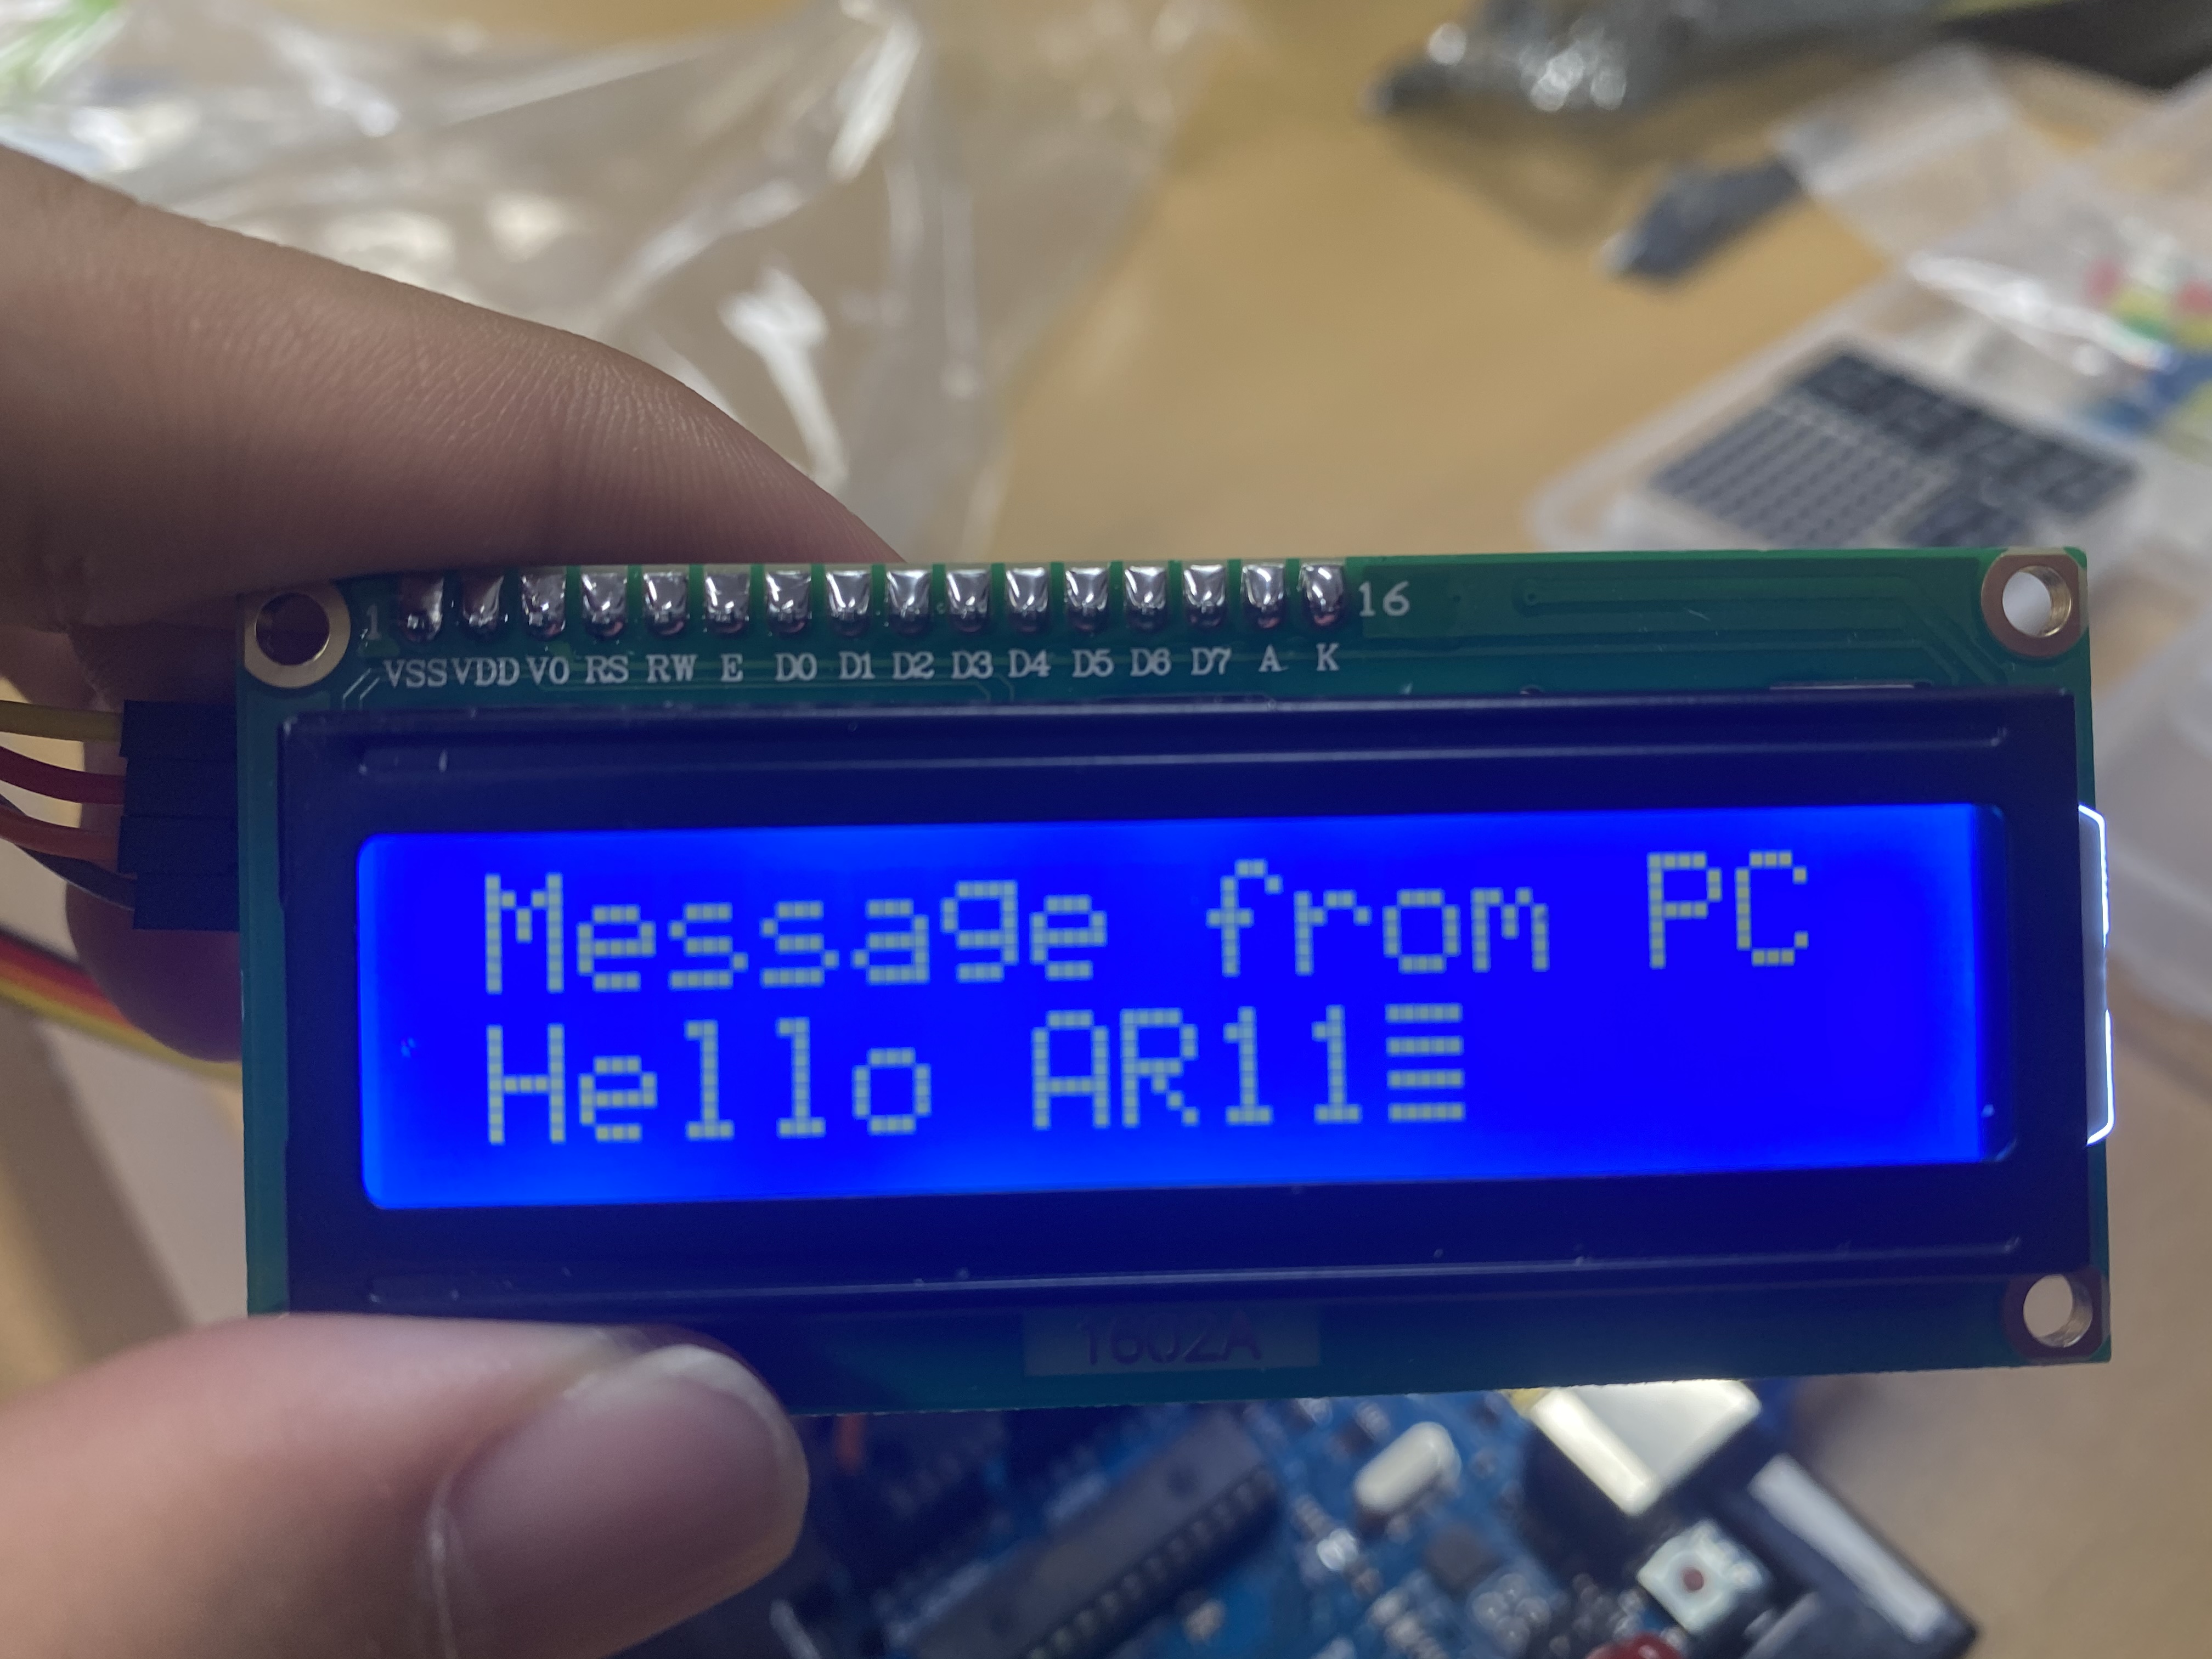 1 16
VSS VDD V0 RS RW E D0 D1 D2 D3 D4 D5 D6 D7 A K
Message from PC
Hello AR11≣
1602A